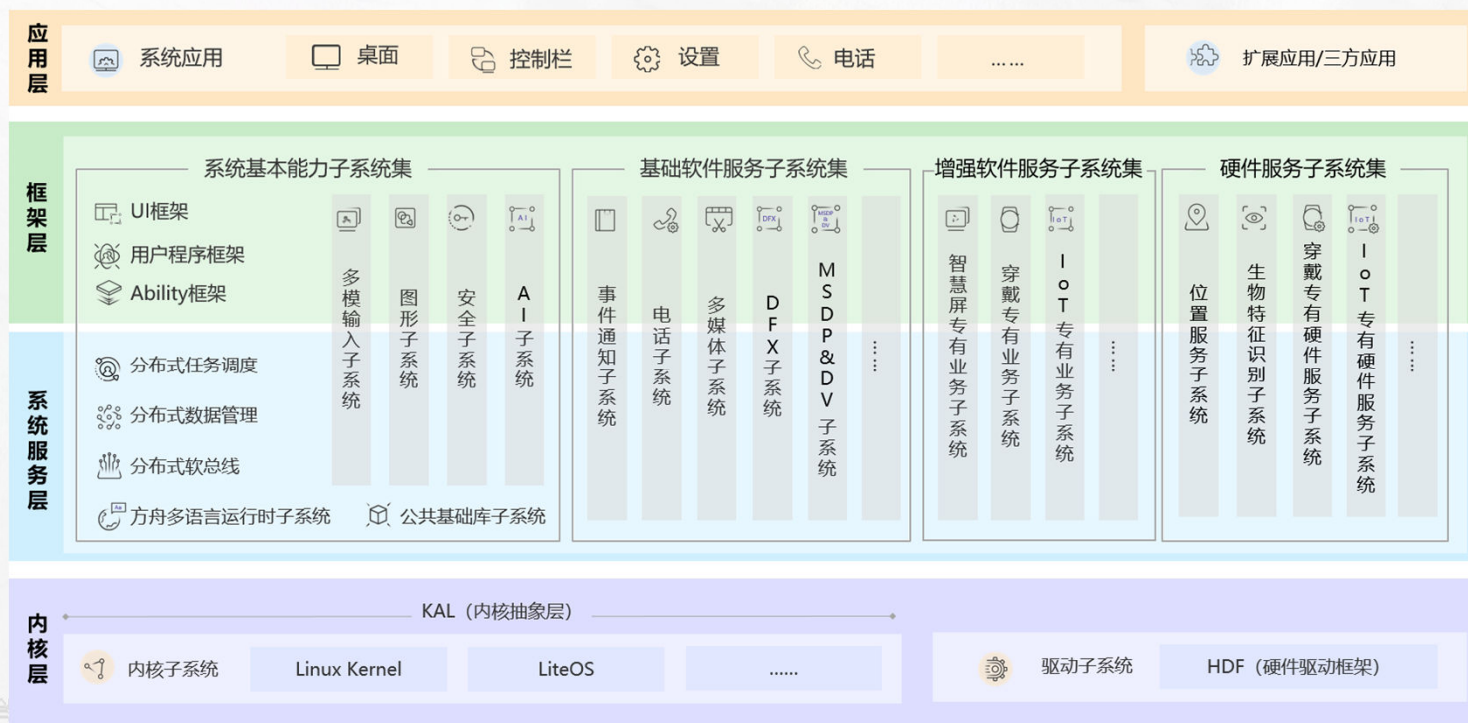 应用层
系统应用
桌面
控制栏
设置
电话
……
扩展应用/三方应用
框架层
系统服务层
系统基本能力子系统集
UI框架
用户程序框架
Ability框架
分布式任务调度
分布式数据管理
分布式软总线
方舟多语言运行时子系统
公共基础库子系统
多模输入子系统
图形子系统
安全子系统
AI
AI子系统
基础软件服务子系统集
事件通知子系统
电话子系统
多媒体子系统
DFX
DFX子系统
MSDP
&
DV
MSDP&DV子系统
……
增强软件服务子系统集
智慧屏专有业务子系统
穿戴专有业务子系统
IoT
IoT专有业务子系统
……
硬件服务子系统集
位置服务子系统
生物特征识别子系统
穿戴专有硬件服务子系统
IoT
IoT专有硬件服务子系统
……
内核层
KAL（内核抽象层）
内核子系统
Linux Kernel
LiteOS
……
驱动子系统
HDF（硬件驱动框架）